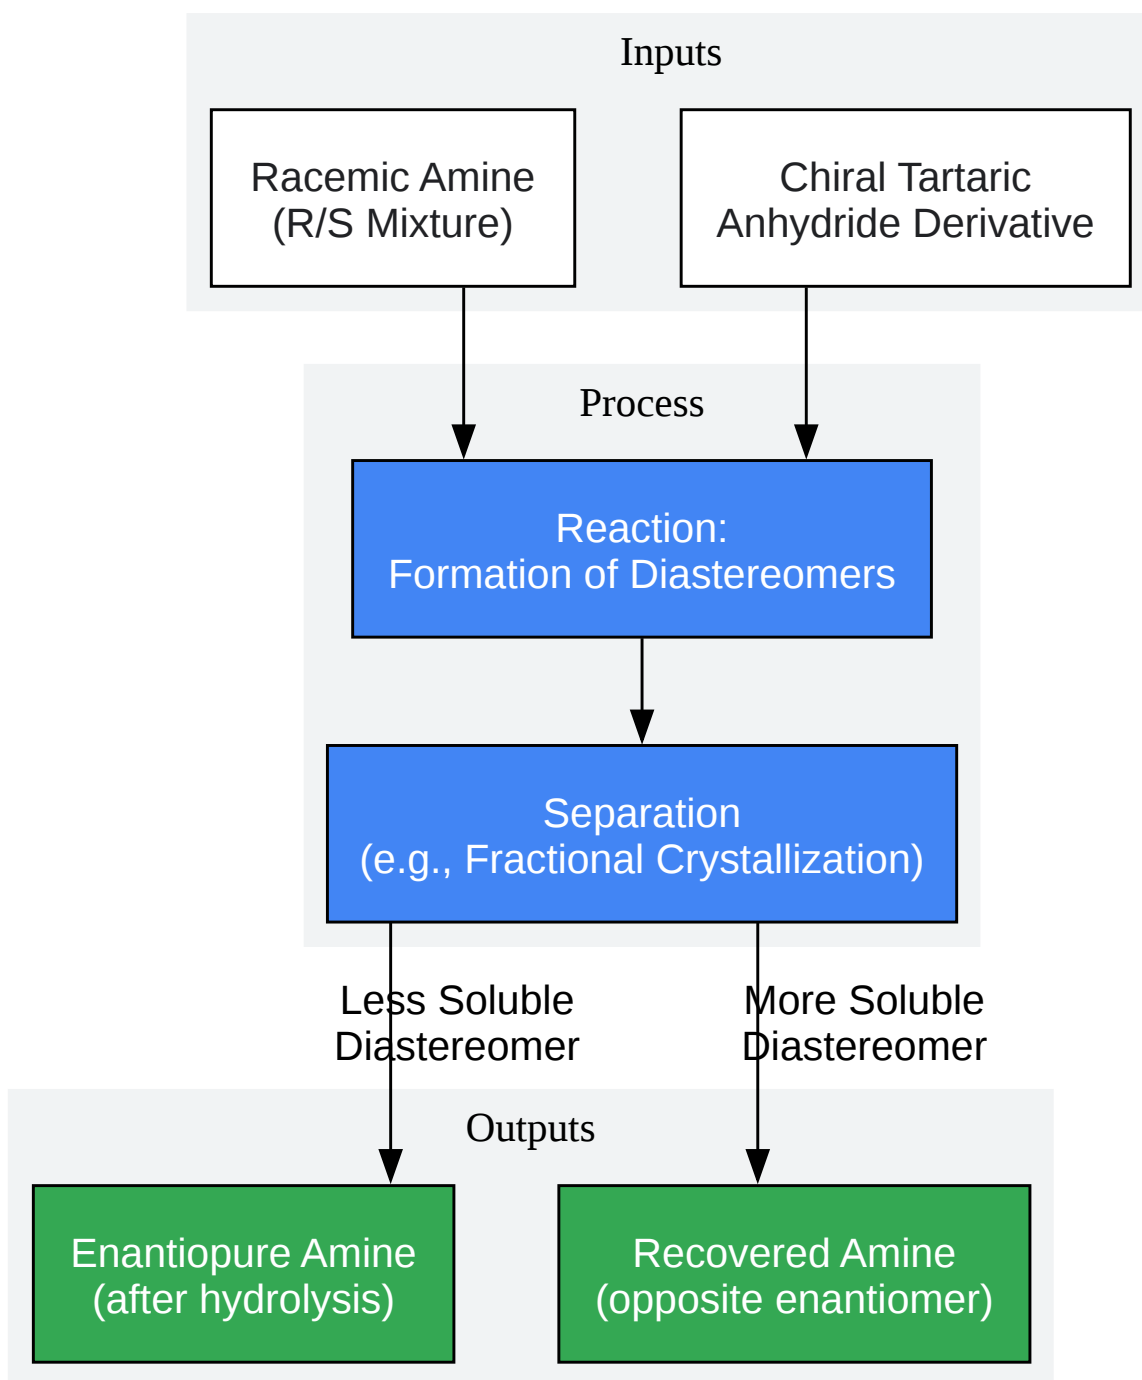 Inputs
Racemic Amine
(R/S Mixture)
Chiral Tartaric
Anhydride Derivative
Process
Reaction:
Formation of Diastereomers
Separation
(e.g., Fractional Crystallization)
Less Soluble
Diastereomer
More Soluble
Diastereomer
Outputs
Enantiopure Amine
(after hydrolysis)
Recovered Amine
(opposite enantiomer)